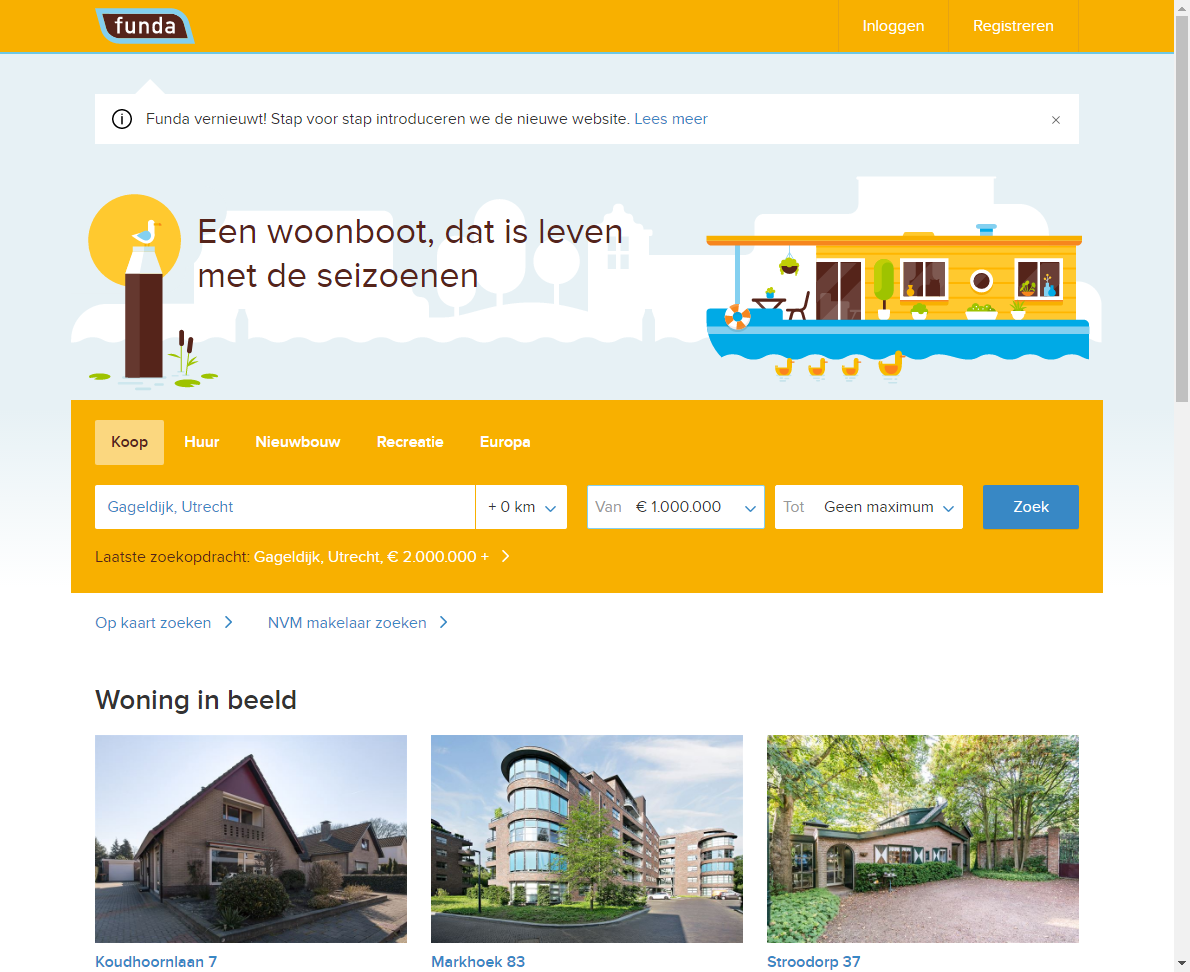 funda
Inloggen
Registreren
Funda vernieuwt! Stap voor stap introduceren we de nieuwe website. Lees meer
Een woonboot, dat is leven
met de seizoenen
Koop
Huur
Nieuwbouw
Recreatie
Europa
Gageldijk, Utrecht
+ 0 km
Van € 1.000.000
Tot Geen maximum
Zoek
Laatste zoekopdracht: Gageldijk, Utrecht, € 2.000.000 +
Op kaart zoeken
NVM makelaar zoeken
Woning in beeld
Koudhoornlaan 7
Markhoek 83
Stroodorp 37